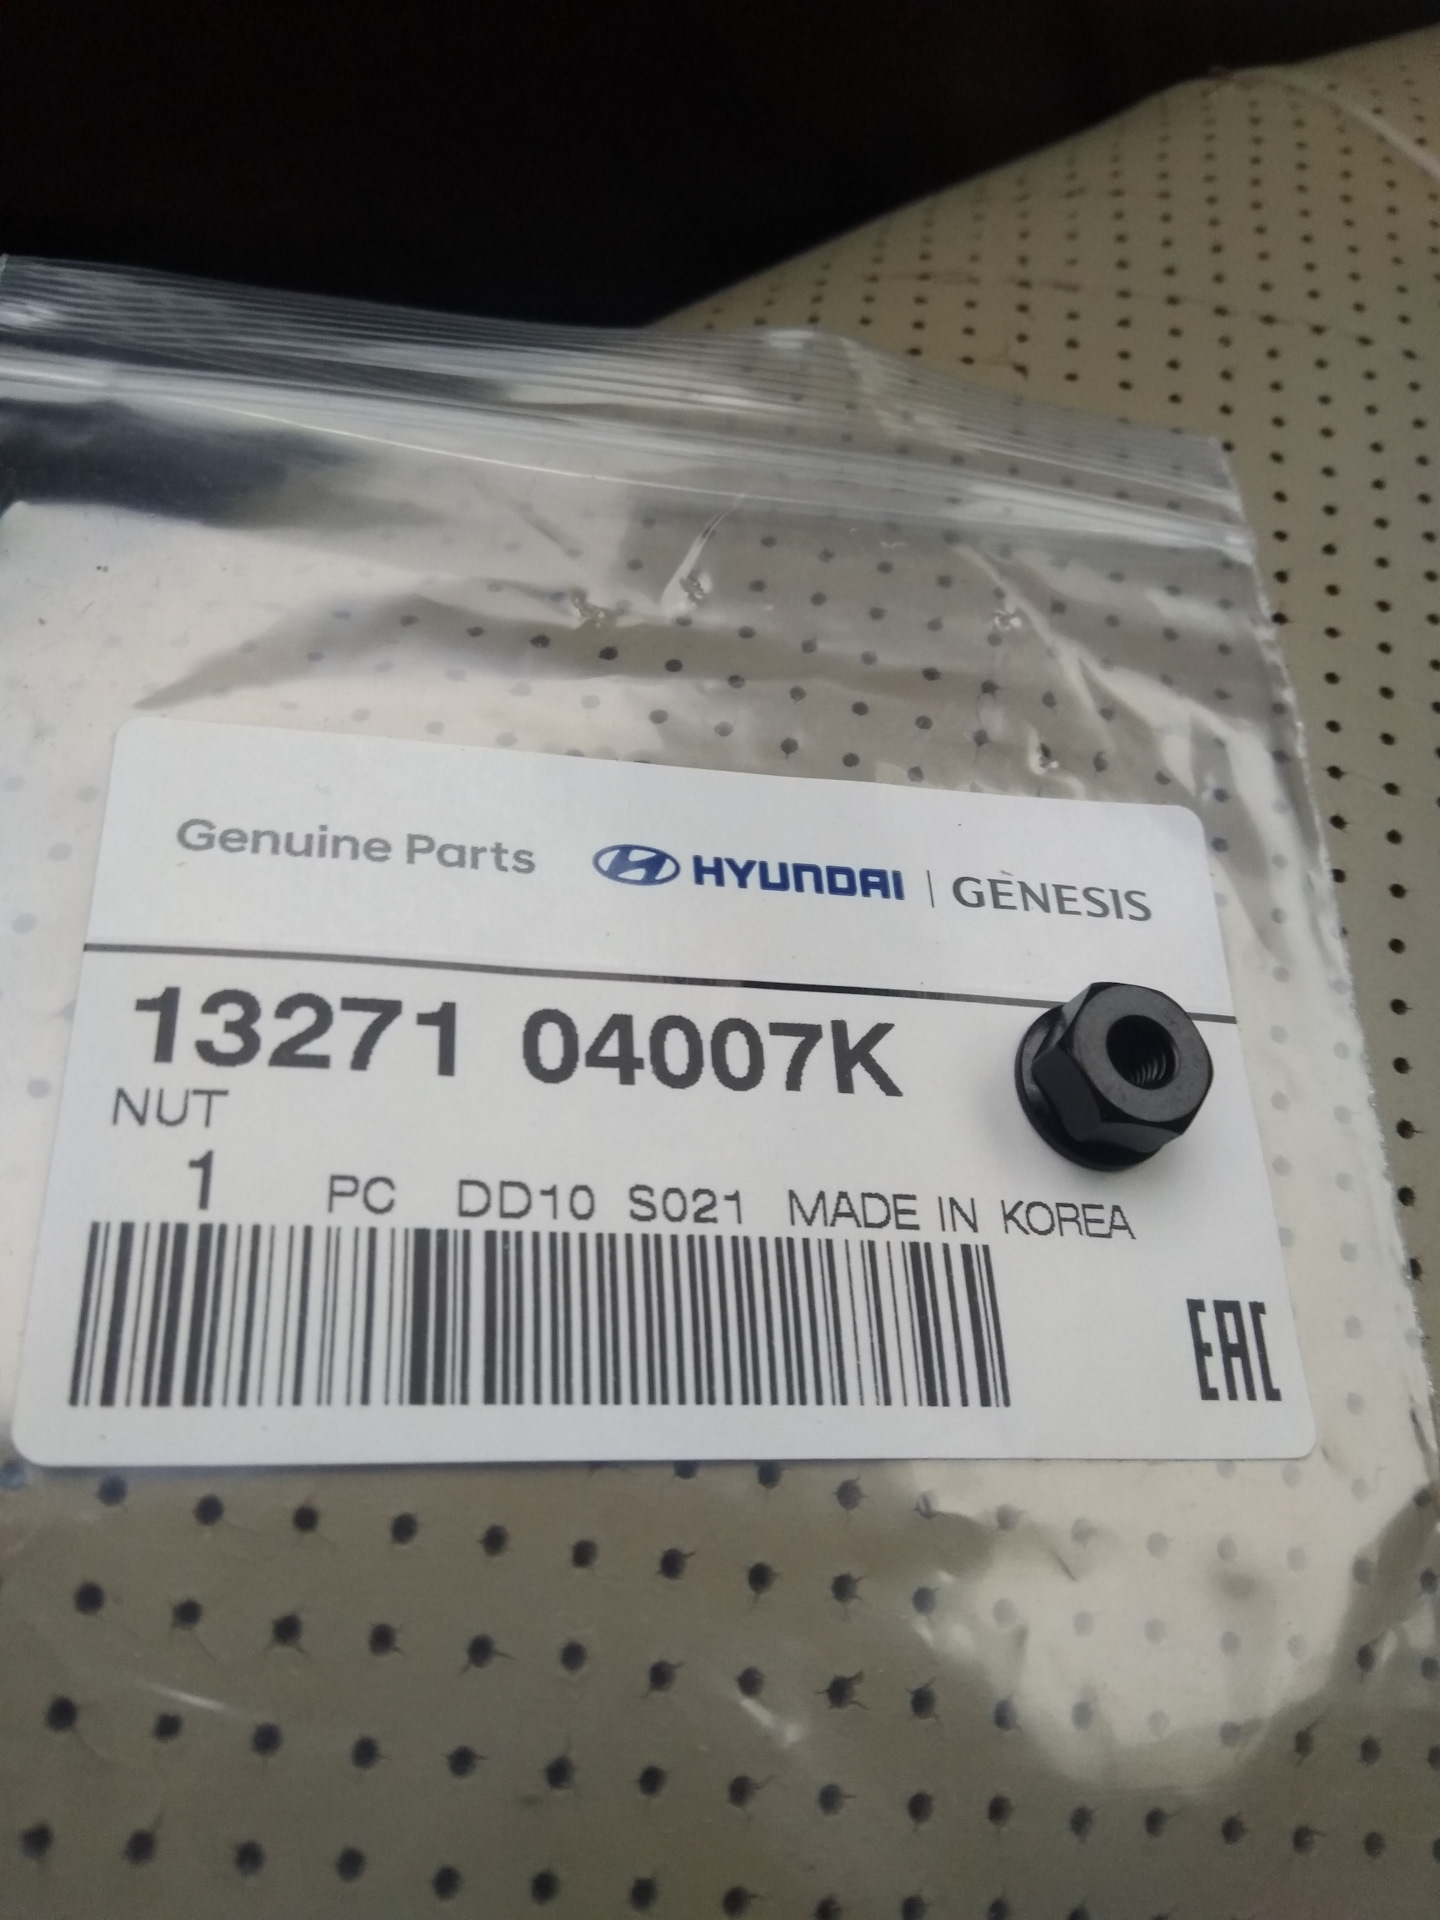 Genuine Parts HYUNDAI | GENESIS
13271 04007K
NUT
1 PC DD10 S021 MADE IN KOREA
EAC